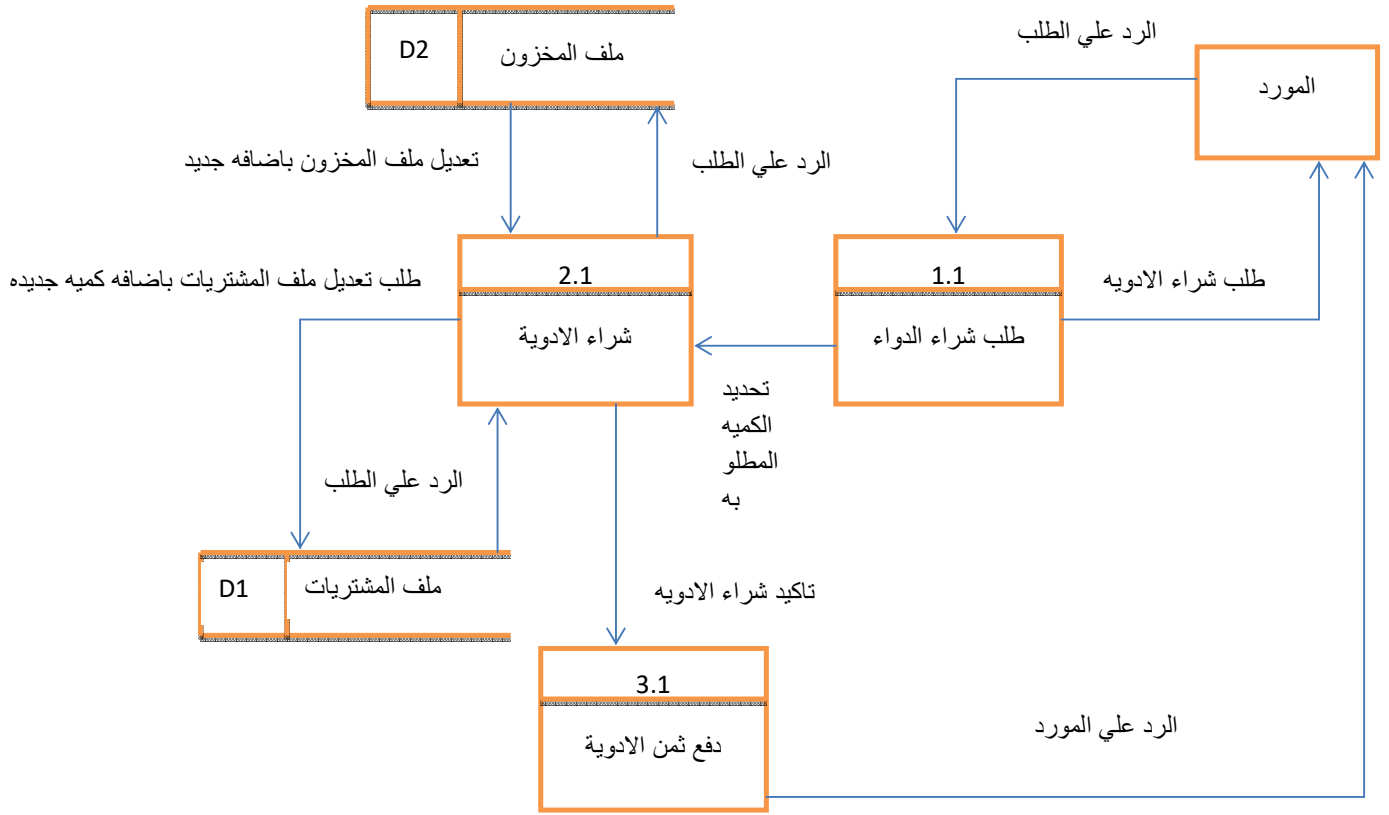 الرد علي الطلب
D2
ملف المخزون
المورد
تعديل ملف المخزون باضافه جديد
الرد علي الطلب
2.1
1.1
طلب تعديل ملف المشتريات باضافه كميه جديده
طلب شراء الادويه
شراء الادوية
طلب شراء الدواء
تحديد
الكميه
المطلو
به
الرد علي الطلب
D1
ملف المشتريات
تاكيد شراء الادويه
3.1
الرد علي المورد
دفع ثمن الادوية